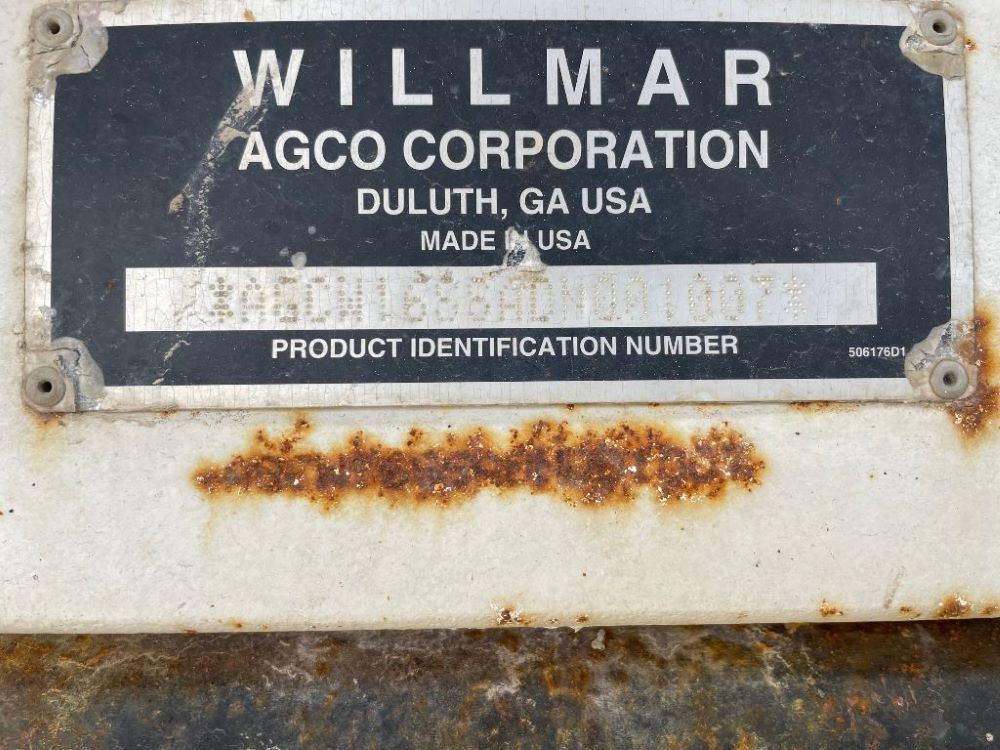 WILLMAR
AGCO CORPORATION
DULUTH, GA USA
MADE IN USA
PRODUCT IDENTIFICATION NUMBER
506176D1